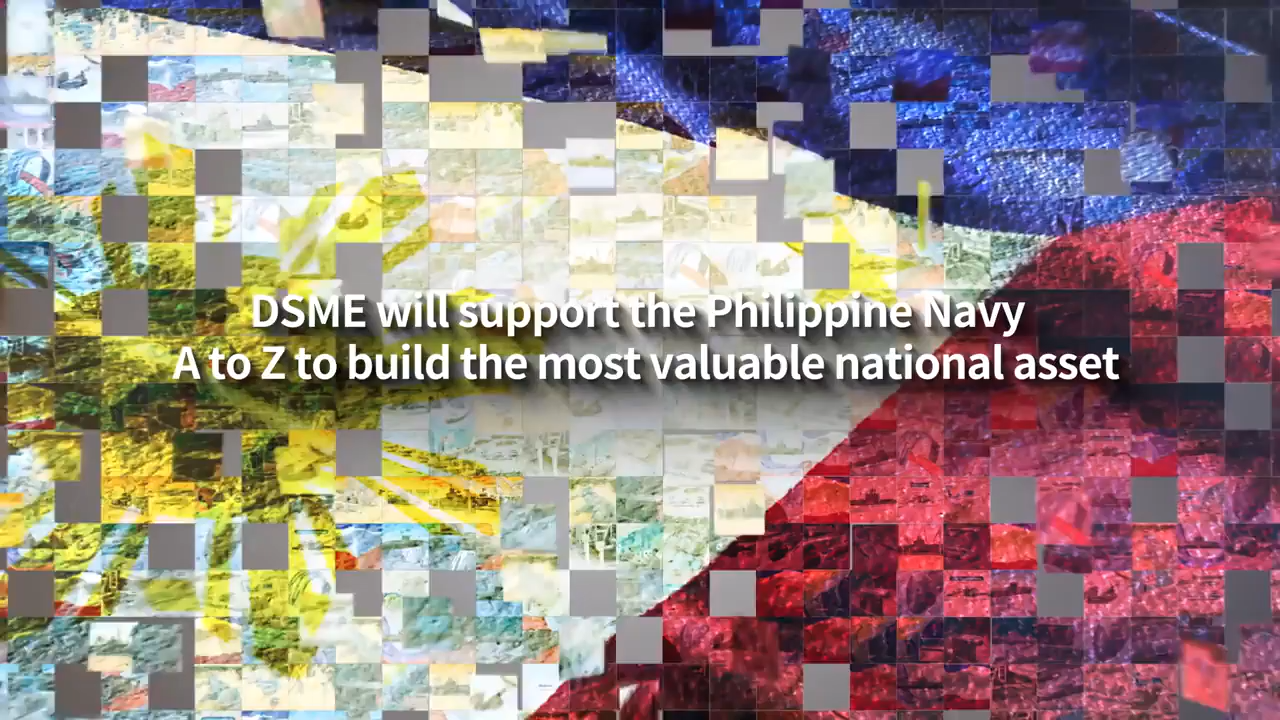 DSME will support the Philippine Navy
A to Z to build the most valuable national asset